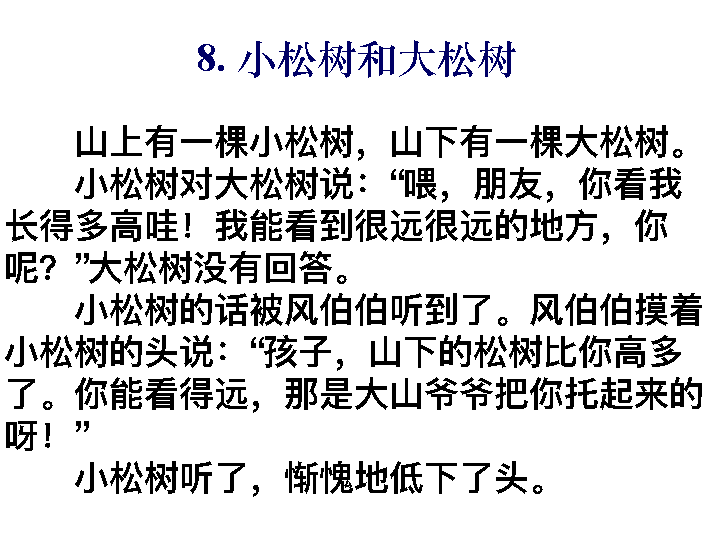 8. 小松树和大松树
山上有一棵小松树，山下有一棵大松树。
小松树对大松树说：“喂，朋友，你看我
长得多高哇！我能看到很远很远的地方，你
呢？”大松树没有回答。
小松树的话被风伯伯听到了。风伯伯摸着
小松树的头说：“孩子，山下的松树比你高多
了。你能看得远，那是大山爷爷把你托起来的
呀！”
小松树听了，惭愧地低下了头。